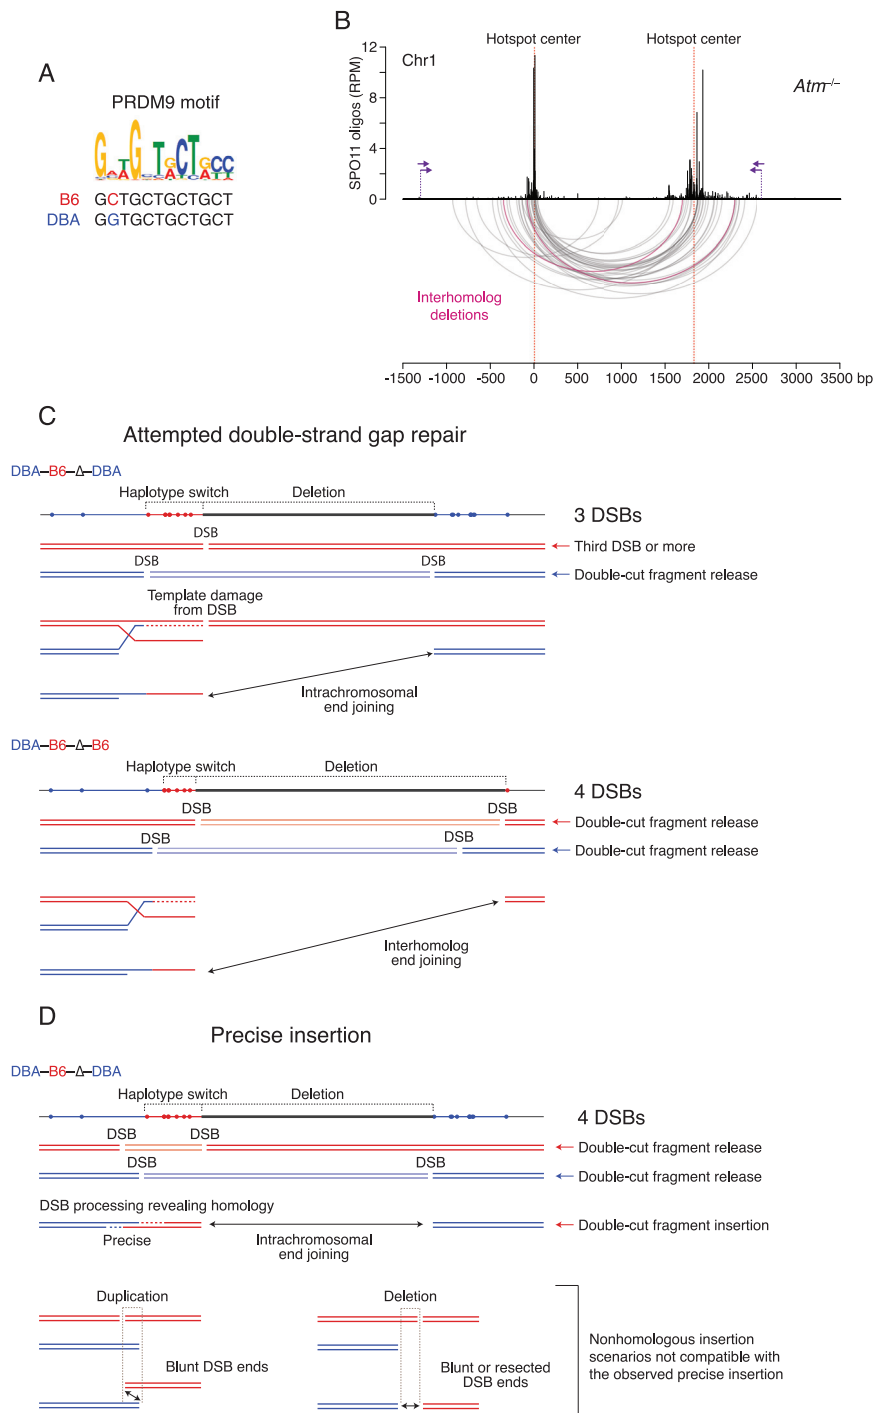 A
PRDM9 motif
B6 GCTGCTGCTGCT
DBA GGTGCTGCTGCT
B
Hotspot center
Hotspot center
Chr1
Atm-/-
SPO11 oligos (RPM)
12
8
4
0
Interhomolog
deletions
-1500 -1000 -500 0 500 1000 1500 2000 2500 3000 3500 bp
C
Attempted double-strand gap repair
DBA–B6–Δ–DBA
Haplotype switch
Deletion
3 DSBs
DSB
Third DSB or more
DSB
DSB
Double-cut fragment release
Template damage
from DSB
Intrachromosomal
end joining
DBA–B6–Δ–B6
Haplotype switch
Deletion
4 DSBs
DSB
DSB
Double-cut fragment release
DSB
DSB
Double-cut fragment release
Interhomolog
end joining
D
Precise insertion
DBA–B6–Δ–DBA
Haplotype switch
Deletion
4 DSBs
DSB
DSB
Double-cut fragment release
DSB
DSB
Double-cut fragment release
DSB processing revealing homology
Precise
Intrachromosomal
end joining
Double-cut fragment insertion
Duplication
Blunt DSB ends
Deletion
Blunt or resected
DSB ends
Nonhomologous insertion
scenarios not compatible with
the observed precise insertion